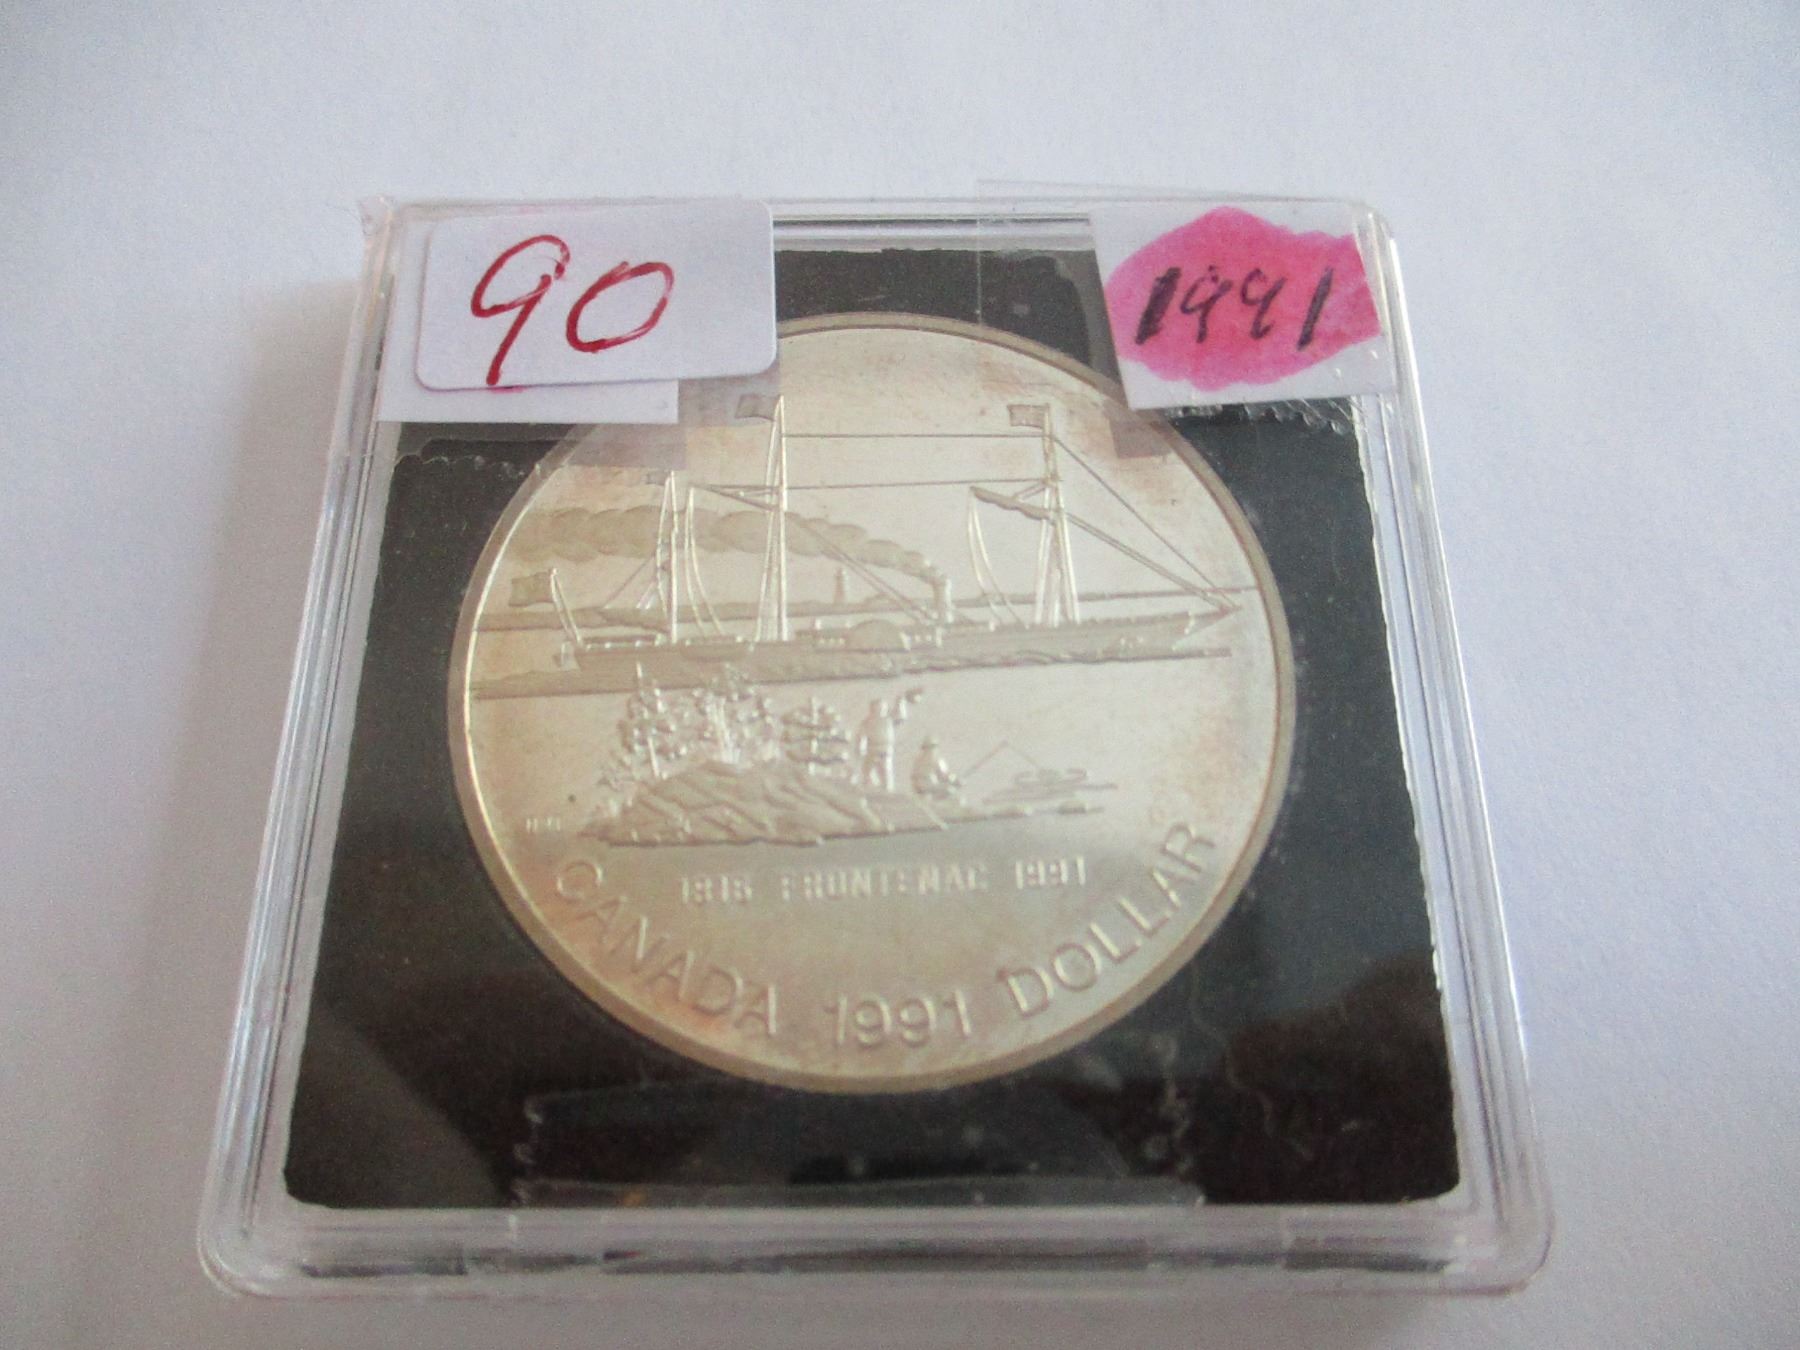 90
1991
1816 FRONTENAC 1991
CANADA 1991 DOLLAR